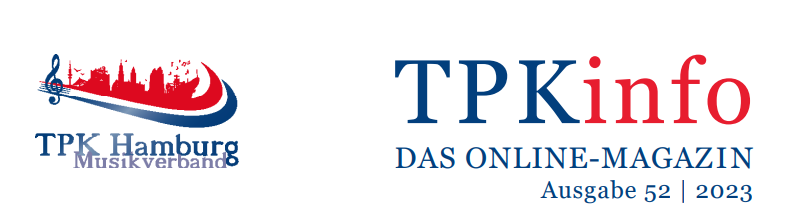 TPK Hamburg
Musikverband
TPKinfo
DAS ONLINE-MAGAZIN
Ausgabe 52 | 2023